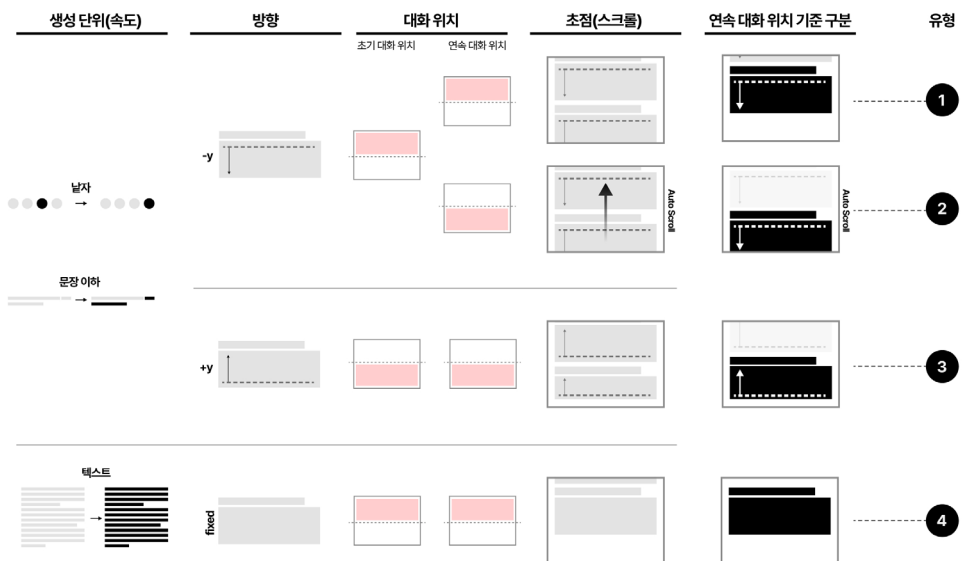 생성 단위(속도)
방향
대화 위치
초점(스크롤)
연속 대화 위치 기준 구분
유형
초기 대화 위치
연속 대화 위치
-y
낱자
Auto Scroll
Auto Scroll
1
2
문장 이하
+y
3
텍스트
fixed
4